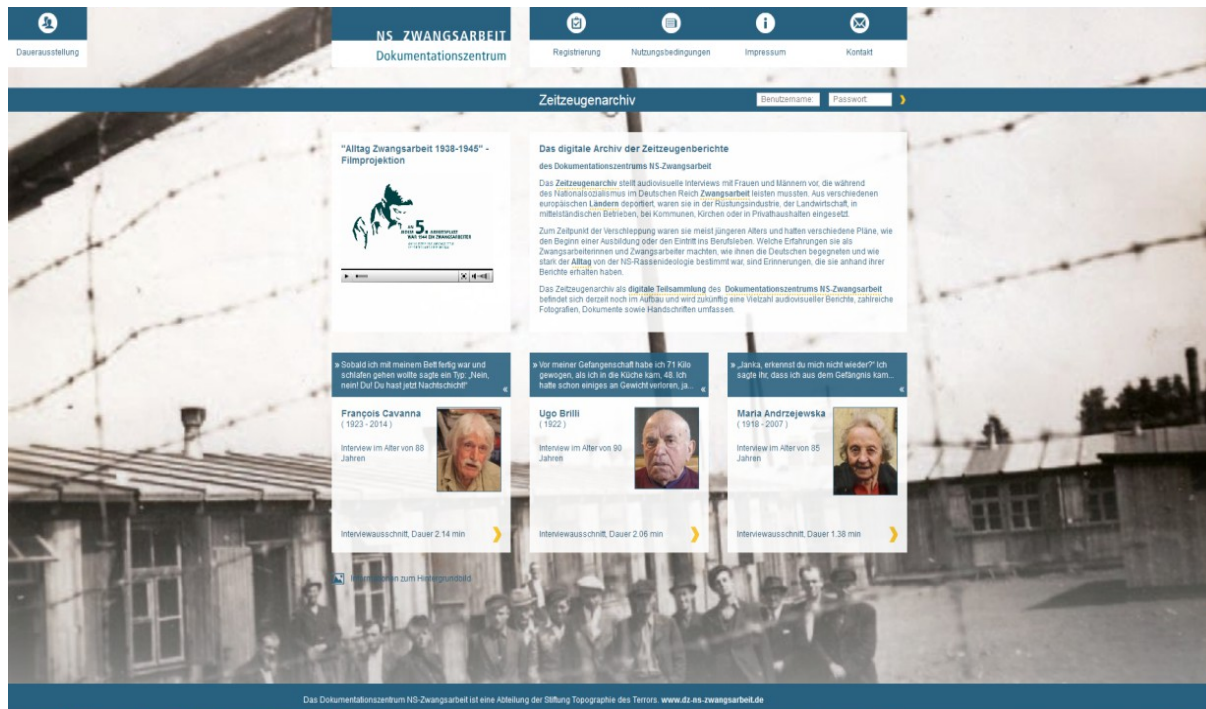 Dauerausstellung
NS ZWANGSARBEIT
Dokumentationszentrum
Registrierung
Nutzungsbedingungen
Impressum
Kontakt
Zeitzeugenarchiv
Benutzername:
Passwort:
"Alltag Zwangsarbeit 1938-1945" -
Filmprojektion
AN
JEDEM 5. ARBEITSPLATZ
WAR 1944 EIN ZWANGSARBEITER
Das digitale Archiv der Zeitzeugenberichte
des Dokumentationszentrums NS-Zwangsarbeit
Das Zeitzeugenarchiv stellt audiovisuelle Interviews mit Frauen und Männern vor, die während
des Nationalsozialismus im Deutschen Reich Zwangsarbeit leisten mussten. Aus verschiedenen
europäischen Ländern deportiert, waren sie in der Rüstungsindustrie, der Landwirtschaft, in
mittelständischen Betrieben, bei Kommunen, Kirchen oder in Privathaushalten eingesetzt.
Zum Zeitpunkt der Verschleppung waren sie meist jüngeren Alters und hatten verschiedene Pläne, wie
den Beginn einer Ausbildung oder den Eintritt ins Berufsleben. Welche Erfahrungen sie als
Zwangsarbeiterinnen und Zwangsarbeiter machten, wie ihnen die Deutschen begegneten und wie
stark der Alltag von der NS-Rassenideologie bestimmt war, sind Erinnerungen, die sie anhand ihrer
Berichte erhalten haben.
Das Zeitzeugenarchiv als digitale Teilsammlung des Dokumentationszentrums NS-Zwangsarbeit
befindet sich derzeit noch im Aufbau und wird zukünftig eine Vielzahl audiovisueller Berichte, zahlreiche
Fotografien, Dokumente sowie Handschriften umfassen.
» Sobald ich mit meinem Bett fertig war und
schlafen gehen wollte sagte ein Typ: „Nein,
nein! Du! Du hast jetzt Nachtschicht!“ «
François Cavanna
( 1923 - 2014 )
Interview im Alter von 88
Jahren
Interviewausschnitt, Dauer 2.14 min
» Vor meiner Gefangenschaft habe ich 71 Kilo
gewogen, als ich in die Küche kam, 48. Ich
hatte schon einiges an Gewicht verloren, ja... «
Ugo Brilli
( 1922 )
Interview im Alter von 90
Jahren
Interviewausschnitt, Dauer 2.06 min
» „Janka, erkennst du mich nicht wieder?“ Ich
sagte ihr, dass ich aus dem Gefängnis kam... «
Maria Andrzejewska
( 1918 - 2007 )
Interview im Alter von 85
Jahren
Interviewausschnitt, Dauer 1.38 min
Informationen zum Hintergrundbild
Das Dokumentationszentrum NS-Zwangsarbeit ist eine Abteilung der Stiftung Topographie des Terrors. www.dz-ns-zwangsarbeit.de